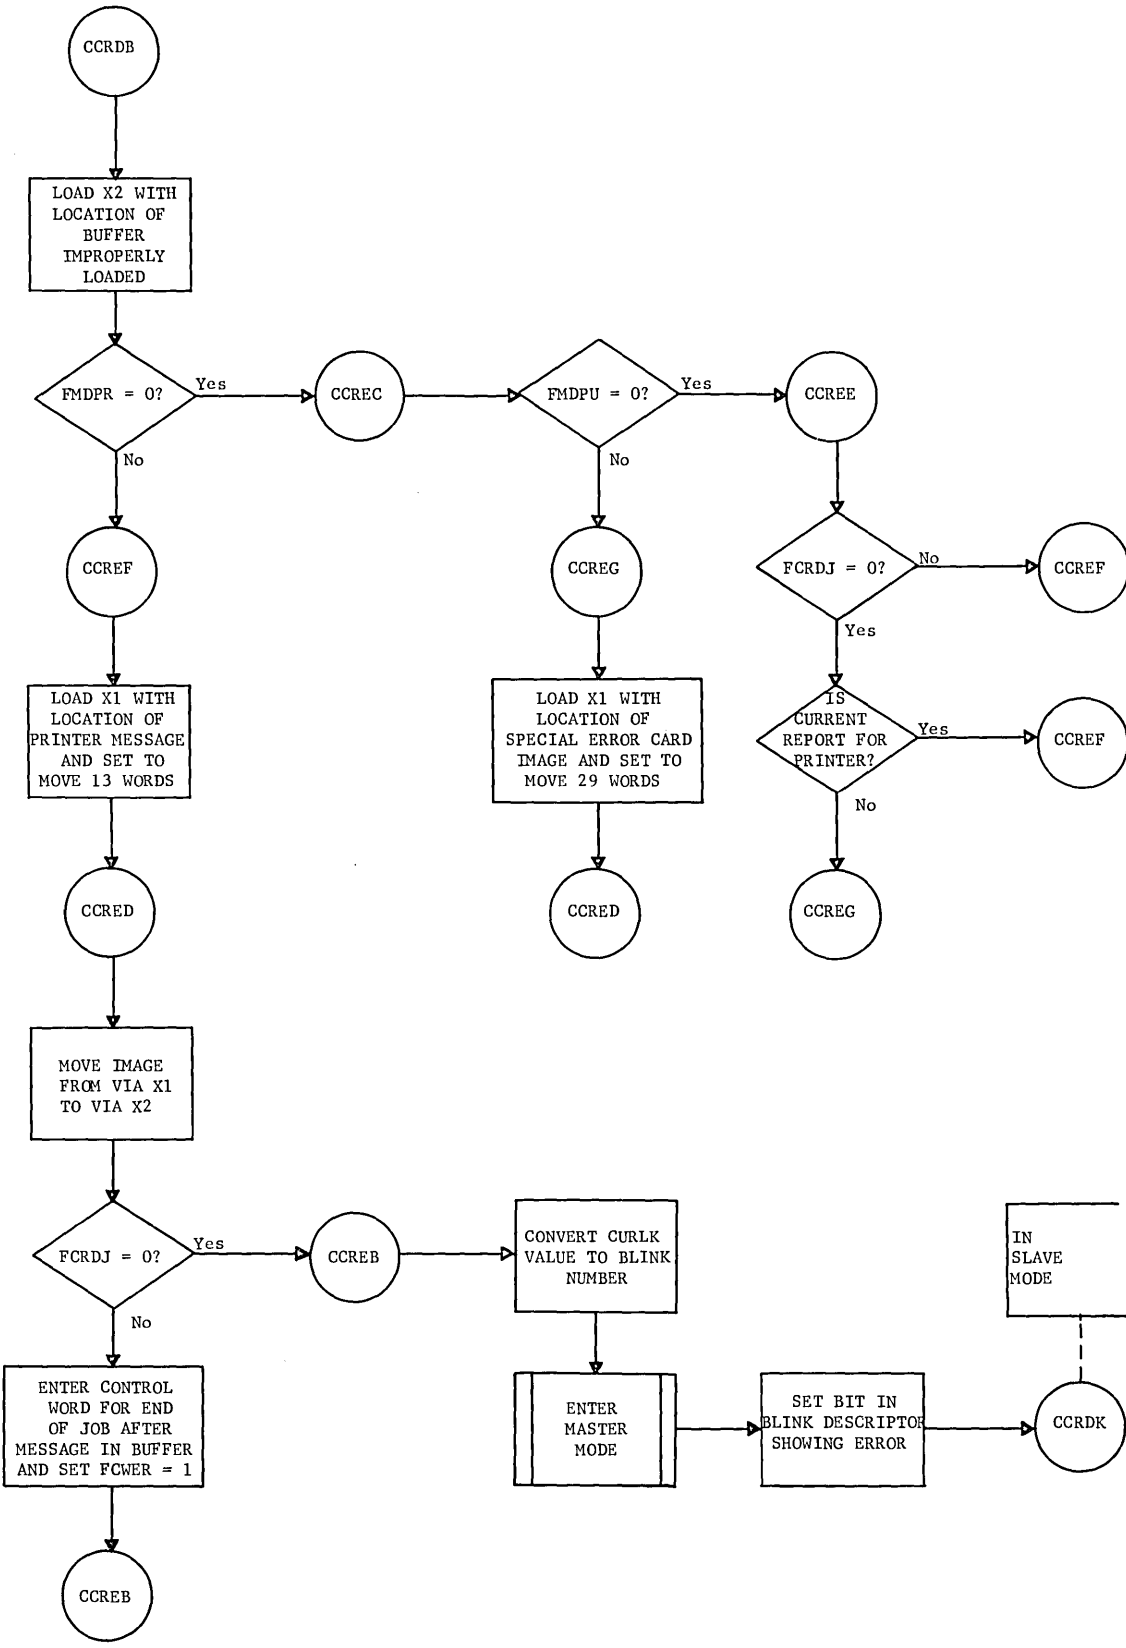 CCRDB
LOAD X2 WITH
LOCATION OF
BUFFER
IMPROPERLY
LOADED
FMDPR = 0?
Yes
No
CCREC
FMDPU = 0?
Yes
No
CCREE
CCREF
CCREG
FCRDJ = 0?
No
Yes
CCREF
LOAD X1 WITH
LOCATION OF
PRINTER MESSAGE
AND SET TO
MOVE 13 WORDS
LOAD X1 WITH
LOCATION OF
SPECIAL ERROR CARD
IMAGE AND SET TO
MOVE 29 WORDS
IS
CURRENT
REPORT FOR
PRINTER?
Yes
No
CCREF
CCRED
CCRED
CCREG
MOVE IMAGE
FROM VIA X1
TO VIA X2
FCRDJ = 0?
Yes
No
CCREB
CONVERT CURLK
VALUE TO BLINK
NUMBER
IN
SLAVE
MODE
ENTER CONTROL
WORD FOR END
OF JOB AFTER
MESSAGE IN BUFFER
AND SET FCWER = 1
ENTER
MASTER
MODE
SET BIT IN
BLINK DESCRIPTOR
SHOWING ERROR
CCRDK
CCREB